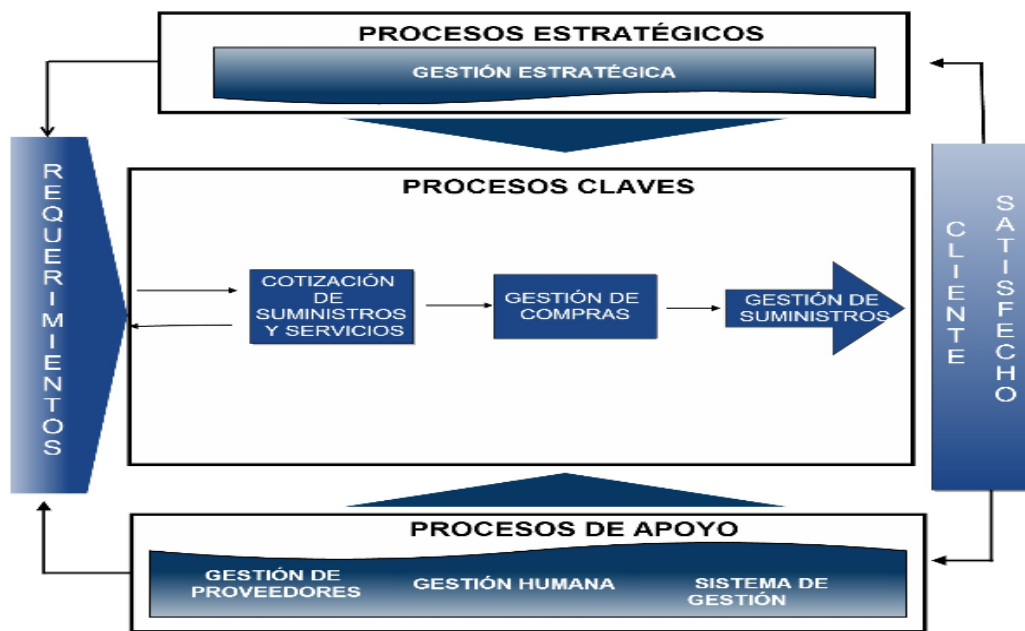 PROCESOS ESTRATÉGICOS
GESTIÓN ESTRATÉGICA
REQUERIMIENTOS
PROCESOS CLAVES
COTIZACIÓN
DE
SUMINISTROS
Y SERVICIOS
GESTIÓN DE
COMPRAS
GESTIÓN DE
SUMINISTROS
CLIENTE
SATISFECHO
PROCESOS DE APOYO
GESTIÓN DE
PROVEEDORES
GESTIÓN HUMANA
SISTEMA DE
GESTIÓN